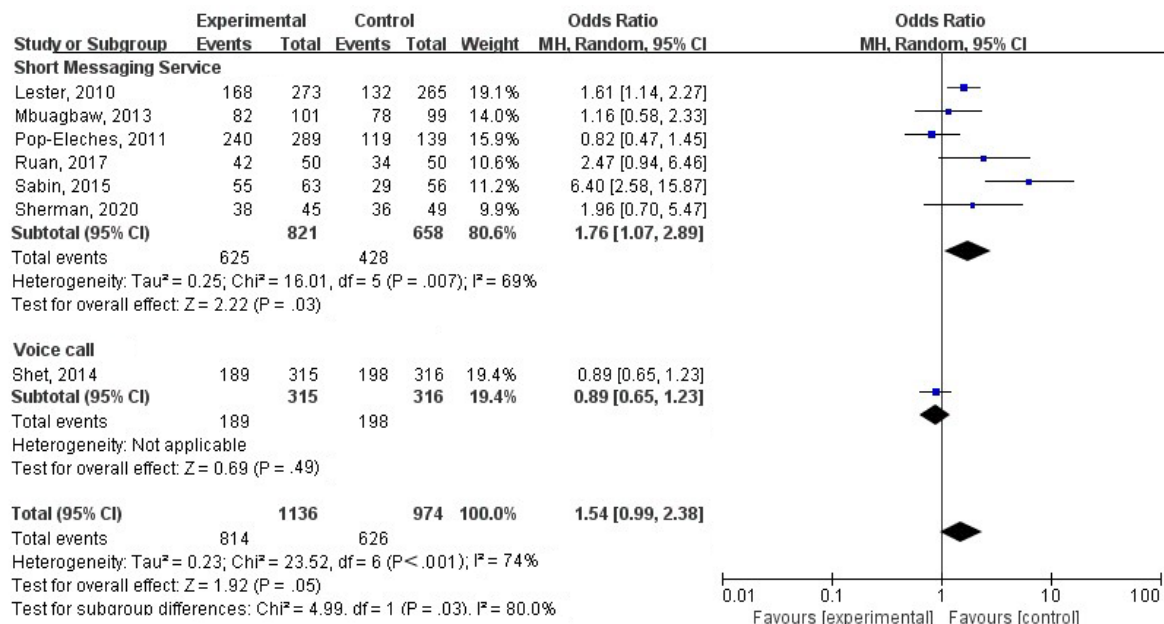 Experimental Control Odds Ratio Odds Ratio
Study or Subgroup Events Total Events Total Weight MH, Random, 95% CI MH, Random, 95% CI
Short Messaging Service
Lester, 2010 168 273 132 265 19.1% 1.61 [1.14, 2.27]
Mbuagbaw, 2013 82 101 78 99 14.0% 1.16 [0.58, 2.33]
Pop-Eleches, 2011 240 289 119 139 15.9% 0.82 [0.47, 1.45]
Ruan, 2017 42 50 34 50 10.6% 2.47 [0.94, 6.46]
Sabin, 2015 55 63 29 56 11.2% 6.40 [2.58, 15.87]
Sherman, 2020 38 45 36 49 9.9% 1.96 [0.70, 5.47]
Subtotal (95% CI) 821 658 80.6% 1.76 [1.07, 2.89]
Total events 625 428
Heterogeneity: Tau² = 0.25; Chi² = 16.01, df = 5 (P = .007); I² = 69%
Test for overall effect: Z = 2.22 (P = .03)
Voice call
Shet, 2014 189 315 198 316 19.4% 0.89 [0.65, 1.23]
Subtotal (95% CI) 315 316 19.4% 0.89 [0.65, 1.23]
Total events 189 198
Heterogeneity: Not applicable
Test for overall effect: Z = 0.69 (P = .49)
Total (95% CI) 1136 974 100.0% 1.54 [0.99, 2.38]
Total events 814 626
Heterogeneity: Tau² = 0.23; Chi² = 23.52, df = 6 (P< .001); I² = 74%
Test for overall effect: Z = 1.92 (P = .05)
Test for subgroup differences: Chi² = 4.99, df = 1 (P = .03), I² = 80.0%
0.01 0.1 1 10 100
Favours [experimental] Favours [control]